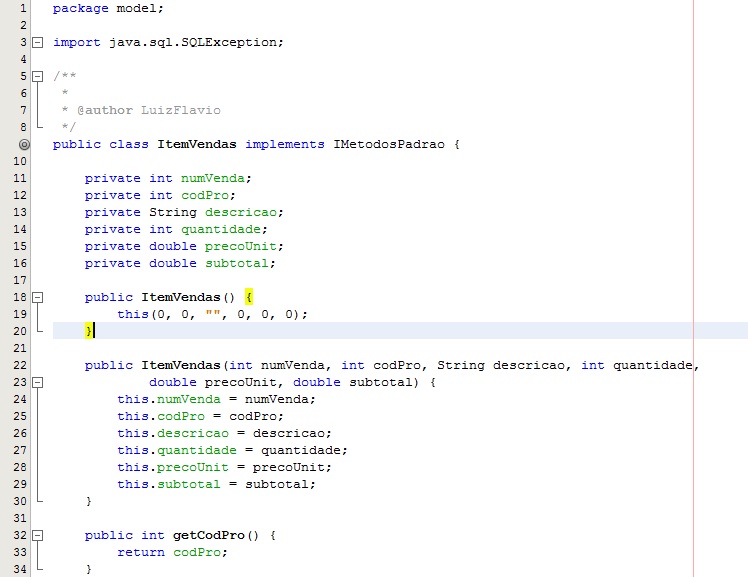 1 package model;
2
3 import java.sql.SQLException;
4
5 /**
6  *
7  * @author LuizFlavio
8  */
public class ItemVendas implements IMetodosPadrao {
10
11     private int numVenda;
12     private int codPro;
13     private String descricao;
14     private int quantidade;
15     private double precoUnit;
16     private double subtotal;
17
18     public ItemVendas() {
19         this(0, 0, "", 0, 0, 0);
20     }
21
22     public ItemVendas(int numVenda, int codPro, String descricao, int quantidade,
23             double precoUnit, double subtotal) {
24         this.numVenda = numVenda;
25         this.codPro = codPro;
26         this.descricao = descricao;
27         this.quantidade = quantidade;
28         this.precoUnit = precoUnit;
29         this.subtotal = subtotal;
30     }
31
32     public int getCodPro() {
33         return codPro;
34     }